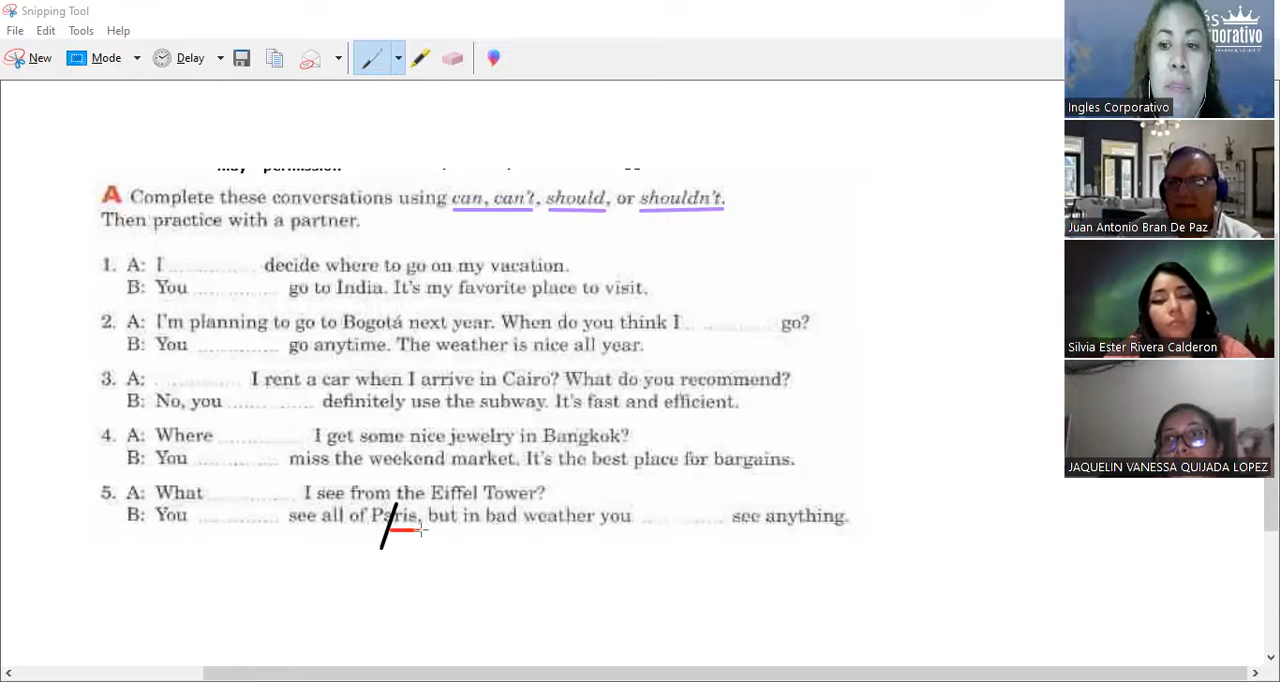 Snipping Tool
File Edit Tools Help
New Mode Delay
may permission
A Complete these conversations using can, can't, should, or shouldn't.
Then practice with a partner.
1. A: I ............ decide where to go on my vacation.
B: You ............ go to India. It's my favorite place to visit.
2. A: I'm planning to go to Bogotá next year. When do you think I ............ go?
B: You ............ go anytime. The weather is nice all year.
3. A: ............ I rent a car when I arrive in Cairo? What do you recommend?
B: No, you ............ definitely use the subway. It's fast and efficient.
4. A: Where ............ I get some nice jewelry in Bangkok?
B: You ............ miss the weekend market. It's the best place for bargains.
5. A: What ............ I see from the Eiffel Tower?
B: You ............ see all of Paris, but in bad weather you ............ see anything.
Ingles Corporativo
Juan Antonio Bran De Paz
Silvia Ester Rivera Calderon
JAQUELIN VANESSA QUIJADA LOPEZ